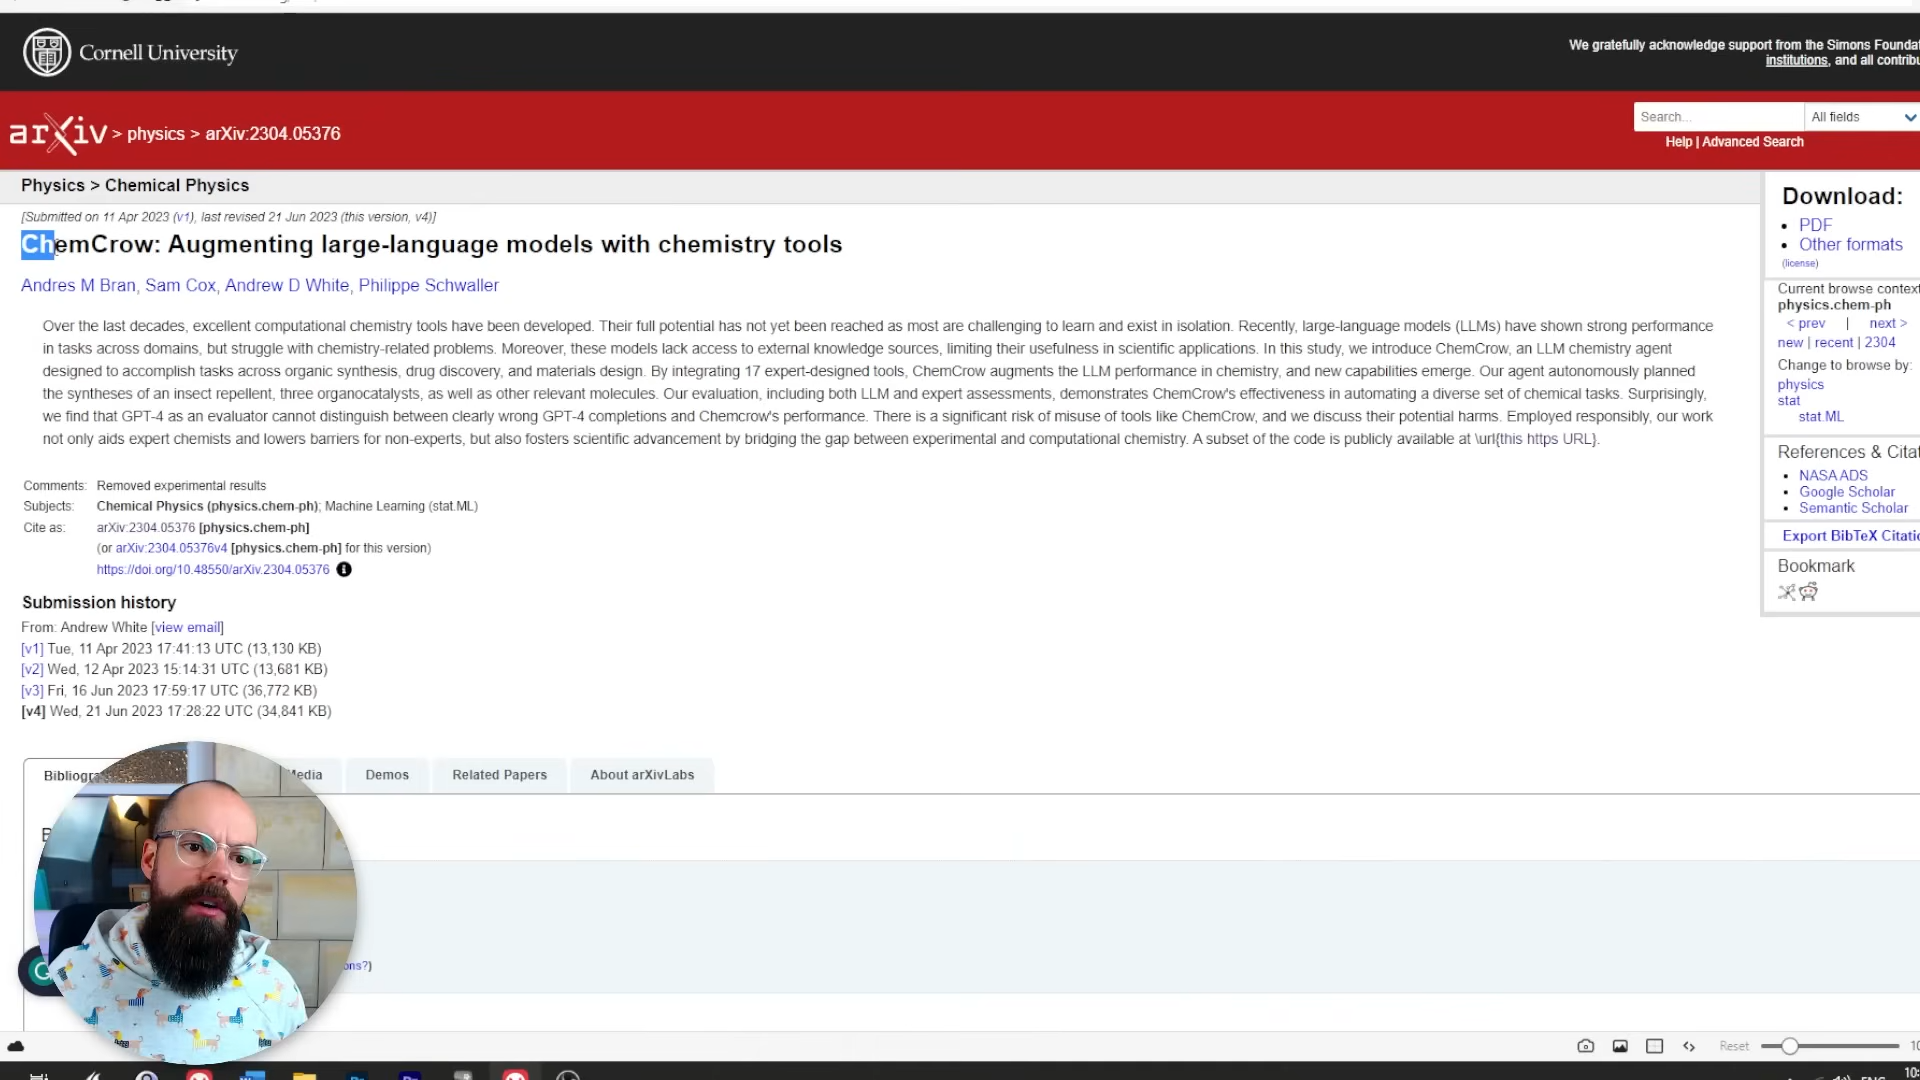 Cornell University
We gratefully acknowledge support from the Simons
institutions, and all
arXiv > physics > arXiv:2304.05376
Search...
All fields
Help | Advanced Search
Physics > Chemical Physics
[Submitted on 11 Apr 2023 (v1), last revised 21 Jun 2023 (this version, v4)]
ChemCrow: Augmenting large-language models with chemistry tools
Andres M Bran, Sam Cox, Andrew D White, Philippe Schwaller
Over the last decades, excellent computational chemistry tools have been developed. Their full potential has not yet been reached as most are challenging to learn and exist in isolation. Recently, large-language models (LLMs) have shown strong performance
in tasks across domains, but struggle with chemistry-related problems. Moreover, these models lack access to external knowledge sources, limiting their usefulness in scientific applications. In this study, we introduce ChemCrow, an LLM chemistry agent
designed to accomplish tasks across organic synthesis, drug discovery, and materials design. By integrating 17 expert-designed tools, ChemCrow augments the LLM performance in chemistry, and new capabilities emerge. Our agent autonomously planned
the syntheses of an insect repellent, three organocatalysts, as well as other relevant molecules. Our evaluation, including both LLM and expert assessments, demonstrates ChemCrow's effectiveness in automating a diverse set of chemical tasks. Surprisingly,
we find that GPT-4 as an evaluator cannot distinguish between clearly wrong GPT-4 completions and Chemcrow's performance. There is a significant risk of misuse of tools like ChemCrow, and we discuss their potential harms. Employed responsibly, our work
not only aids expert chemists and lowers barriers for non-experts, but also fosters scientific advancement by bridging the gap between experimental and computational chemistry. A subset of the code is publicly available at \url{this https URL}.
Comments: Removed experimental results
Subjects: Chemical Physics (physics.chem-ph); Machine Learning (stat.ML)
Cite as: arXiv:2304.05376 [physics.chem-ph]
(or arXiv:2304.05376v4 [physics.chem-ph] for this version)
https://doi.org/10.48550/arXiv.2304.05376
Submission history
From: Andrew White [view email]
[v1] Tue, 11 Apr 2023 17:41:13 UTC (13,130 KB)
[v2] Wed, 12 Apr 2023 15:14:31 UTC (13,681 KB)
[v3] Fri, 16 Jun 2023 17:59:17 UTC (36,772 KB)
[v4] Wed, 21 Jun 2023 17:28:22 UTC (34,841 KB)
Download:
PDF
Other formats
(license)
Current browse context
physics.chem-ph
< prev | next >
new | recent | 2304
Change to browse by:
physics
stat
stat.ML
References &
NASA ADS
Google Scholar
Semantic Scholar
Export BibTeX
Bookmark
Demos
Related Papers
About arXivLabs
Reset